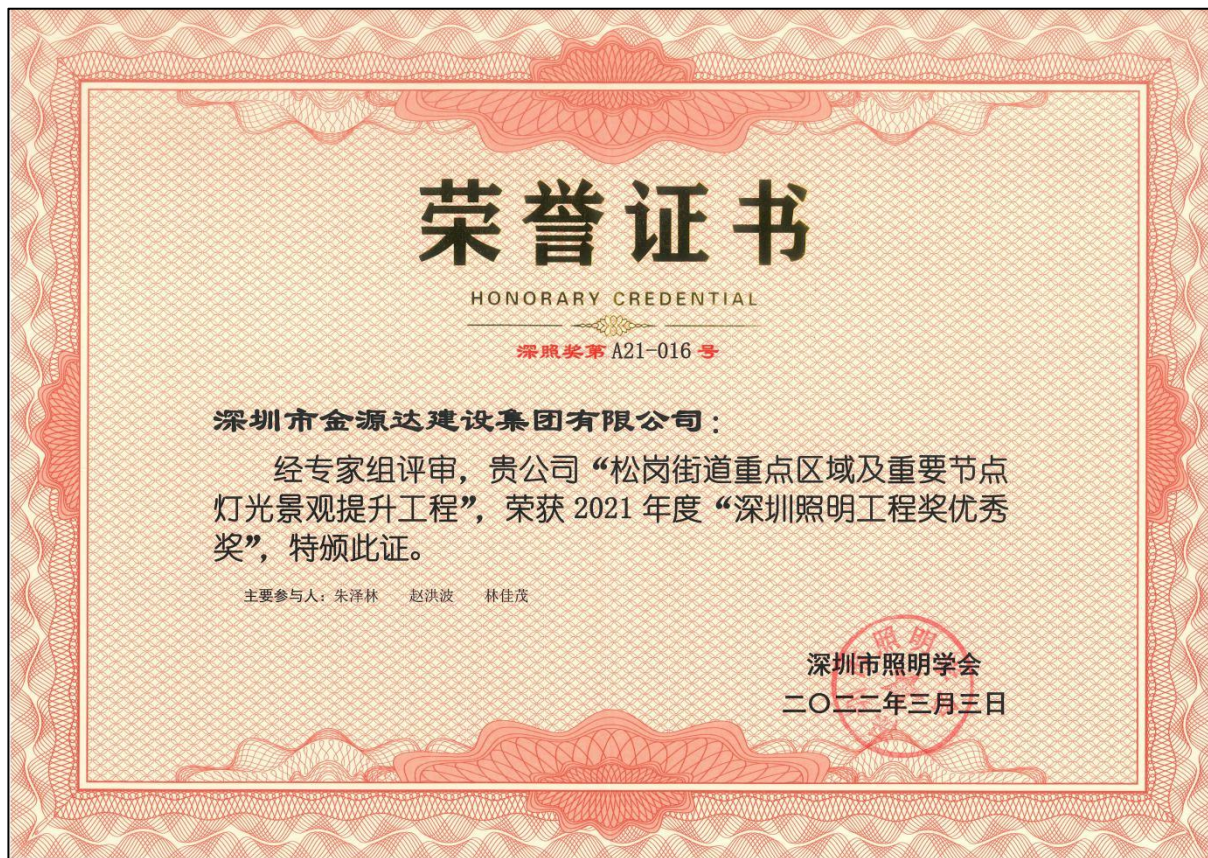 荣誉证书
HONORARY CREDENTIAL
深照奖第 A21-016 号
深圳市金源达建设集团有限公司：
经专家组评审，贵公司“松岗街道重点区域及重要节点
灯光景观提升工程”，荣获 2021 年度“深圳照明工程奖优秀
奖”，特颁此证。
主要参与人：朱泽林 赵洪波 林佳茂
深圳市照明学会
二〇二二年三月三日